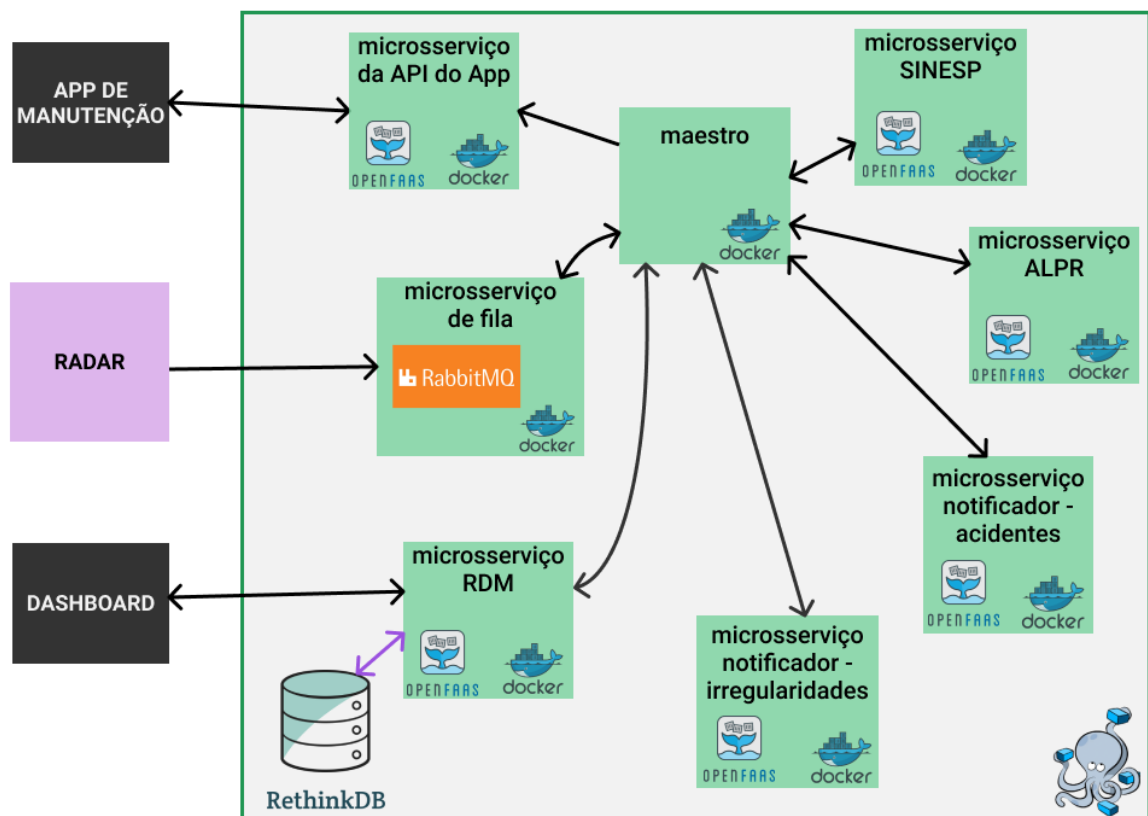 APP DE
MANUTENÇÃO
microsserviço
da API do App
OPENFAAS
docker
maestro
docker
microsserviço
SINESP
OPENFAAS
docker
microsserviço
ALPR
OPENFAAS
docker
RADAR
microsserviço
de fila
RabbitMQ
docker
microsserviço
notificador -
acidentes
OPENFAAS
docker
DASHBOARD
microsserviço
RDM
OPENFAAS
docker
microsserviço
notificador -
irregularidades
OPENFAAS
docker
RethinkDB